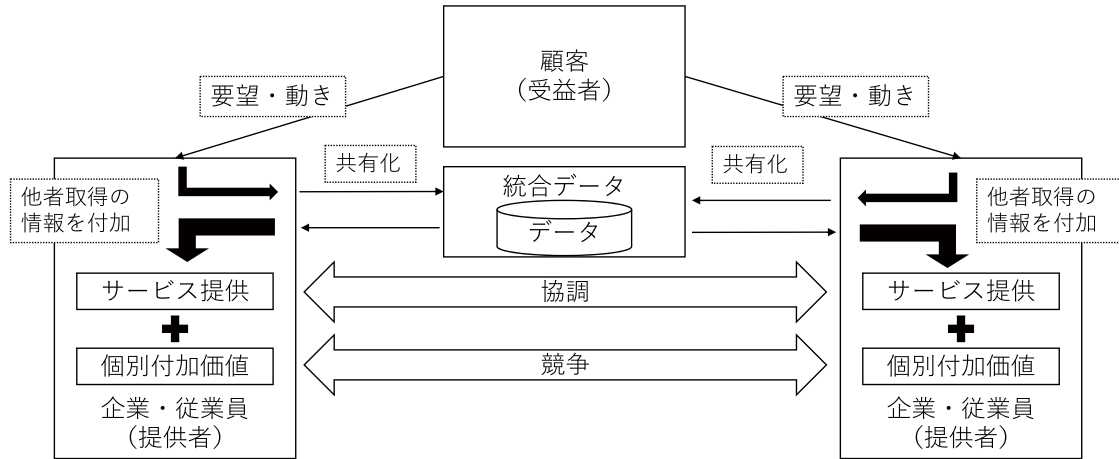 顧客
（受益者）
要望・動き
要望・動き
共有化
共有化
統合データ
データ
他者取得の
情報を付加
他者取得の
情報を付加
サービス提供
個別付加価値
企業・従業員
（提供者）
協調
競争
サービス提供
個別付加価値
企業・従業員
（提供者）